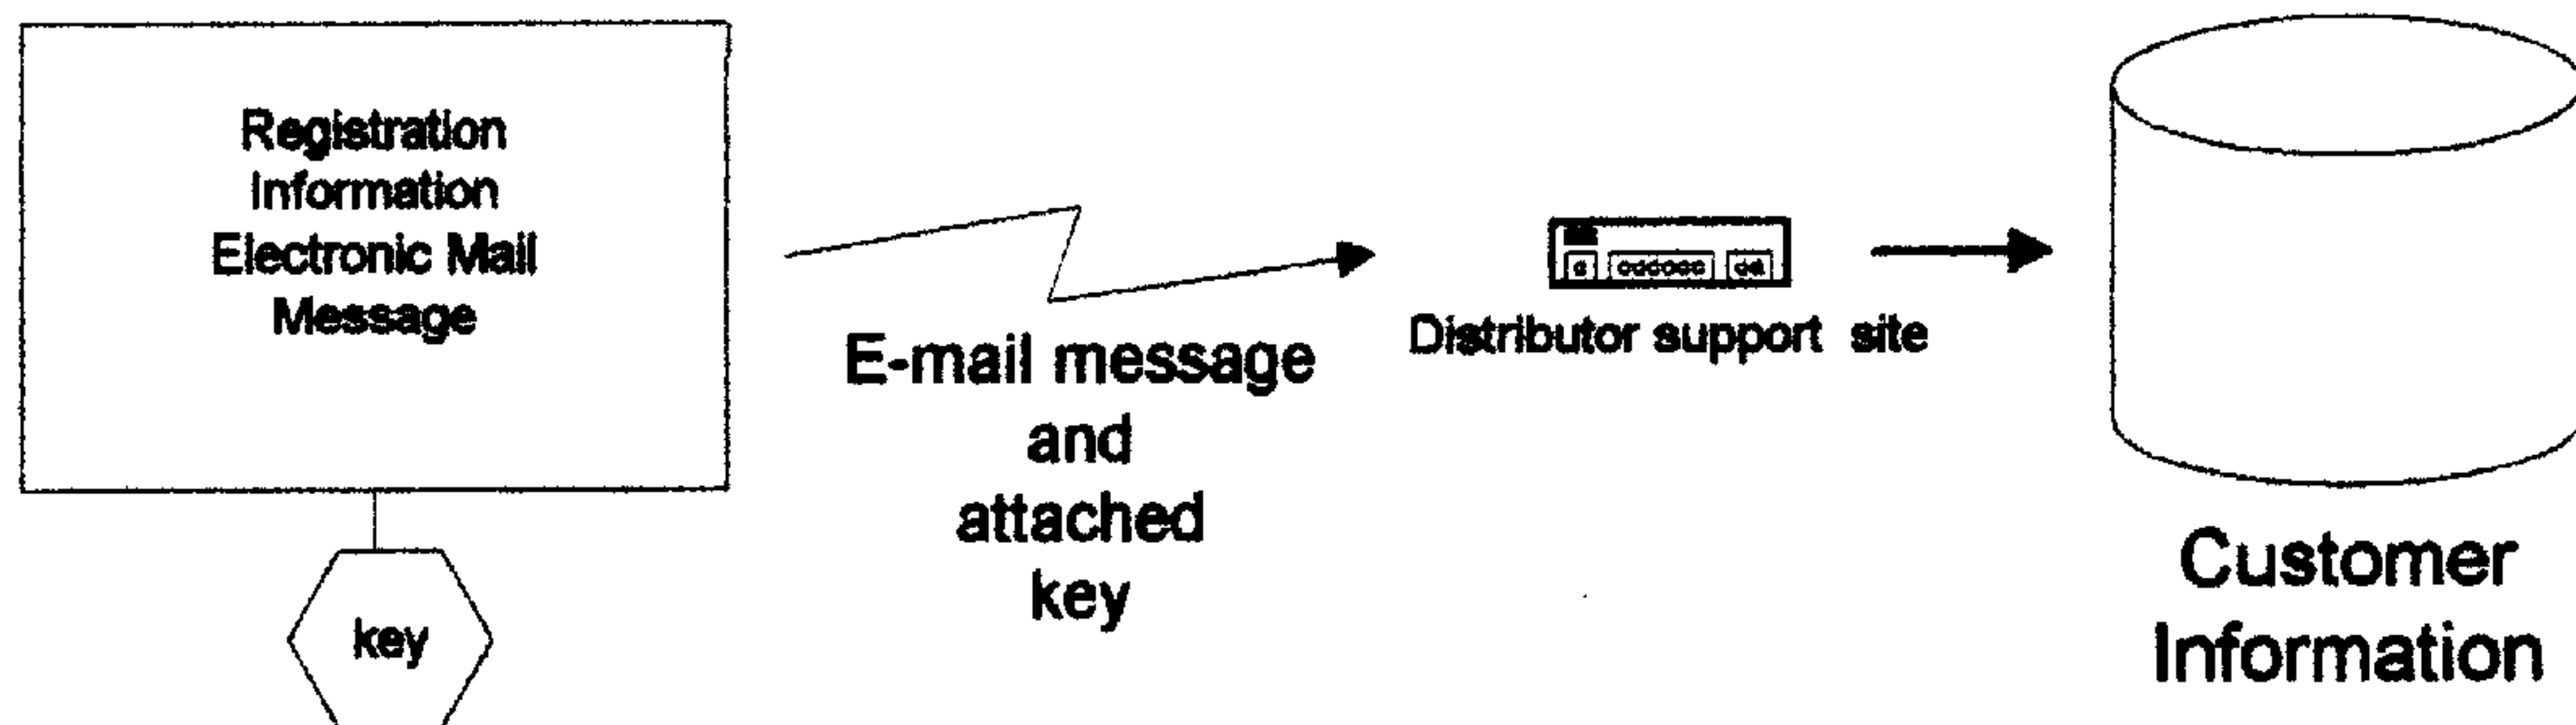 Registration
Information
Electronic Mail
Message
key
E-mail message
and
attached
key
Distributor support site
Customer
Information